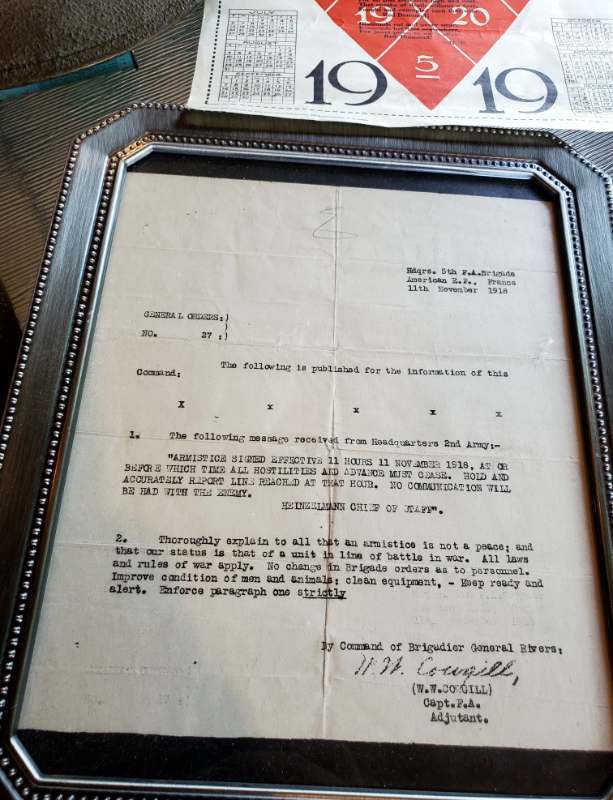 JULY
AUGUST
1920
5
1919
Hdqrs. 5th F.A.Brigade
American E.F., France
11th November 1918
GENERAL ORDERS:)
)
NO. 27 :)
The following is published for the information of this
Command:
X x x x x
1. The following message received from Headquarters 2nd Army:-
"ARMISTICE SIGNED EFFECTIVE 11 HOURS 11 NOVEMBER 1918, AT OR
BEFORE WHICH TIME ALL HOSTILITIES AND ADVANCE MUST CEASE. HOLD AND
ACCURATELY REPORT LINE REACHED AT THAT HOUR. NO COMMUNICATION WILL
BE HAD WITH THE ENEMY.
HEINZELMANN CHIEF OF STAFF".
2. Thoroughly explain to all that an armistice is not a peace; and
that our status is that of a unit in line of battle in war. All laws
and rules of war apply. No change in Brigade orders as to personnel.
Improve condition of men and animals; clean equipment, - Keep ready and
alert. Enforce paragraph one strictly
By Command of Brigadier General Rivers:
W.W. Cowgill,
(W.W.COWGILL)
Capt.F.A.
Adjutant.